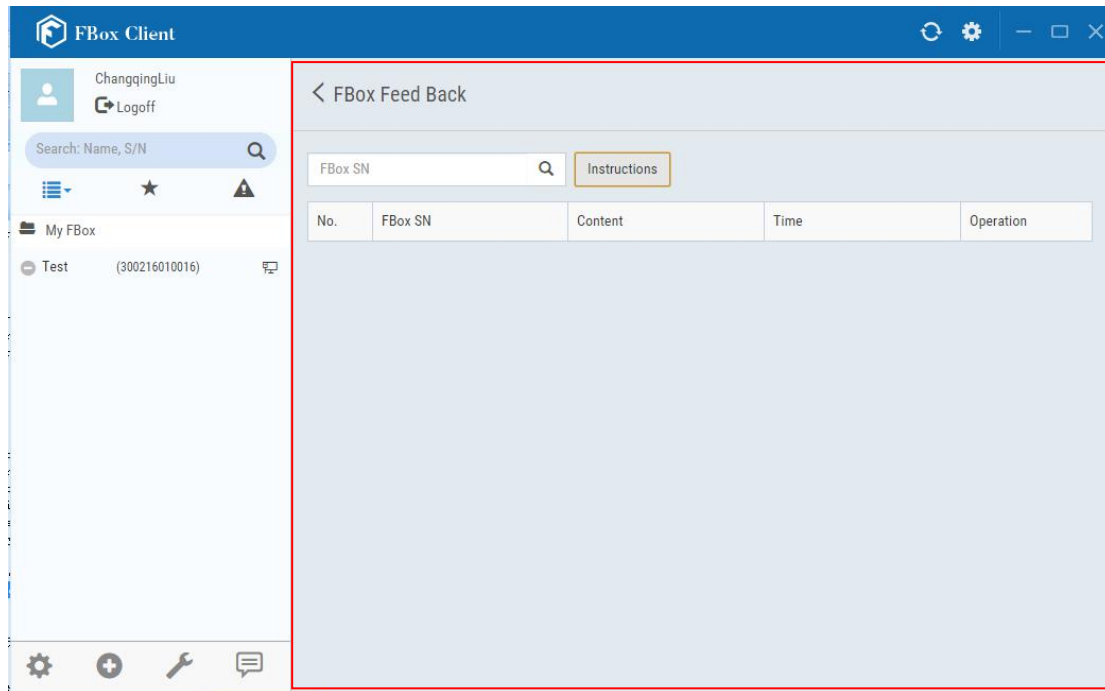 FBox Client
ChangqingLiu
Logoff
Search: Name, S/N
My FBox
Test (300216010016)
FBox Feed Back
FBox SN
Instructions
No. FBox SN Content Time Operation